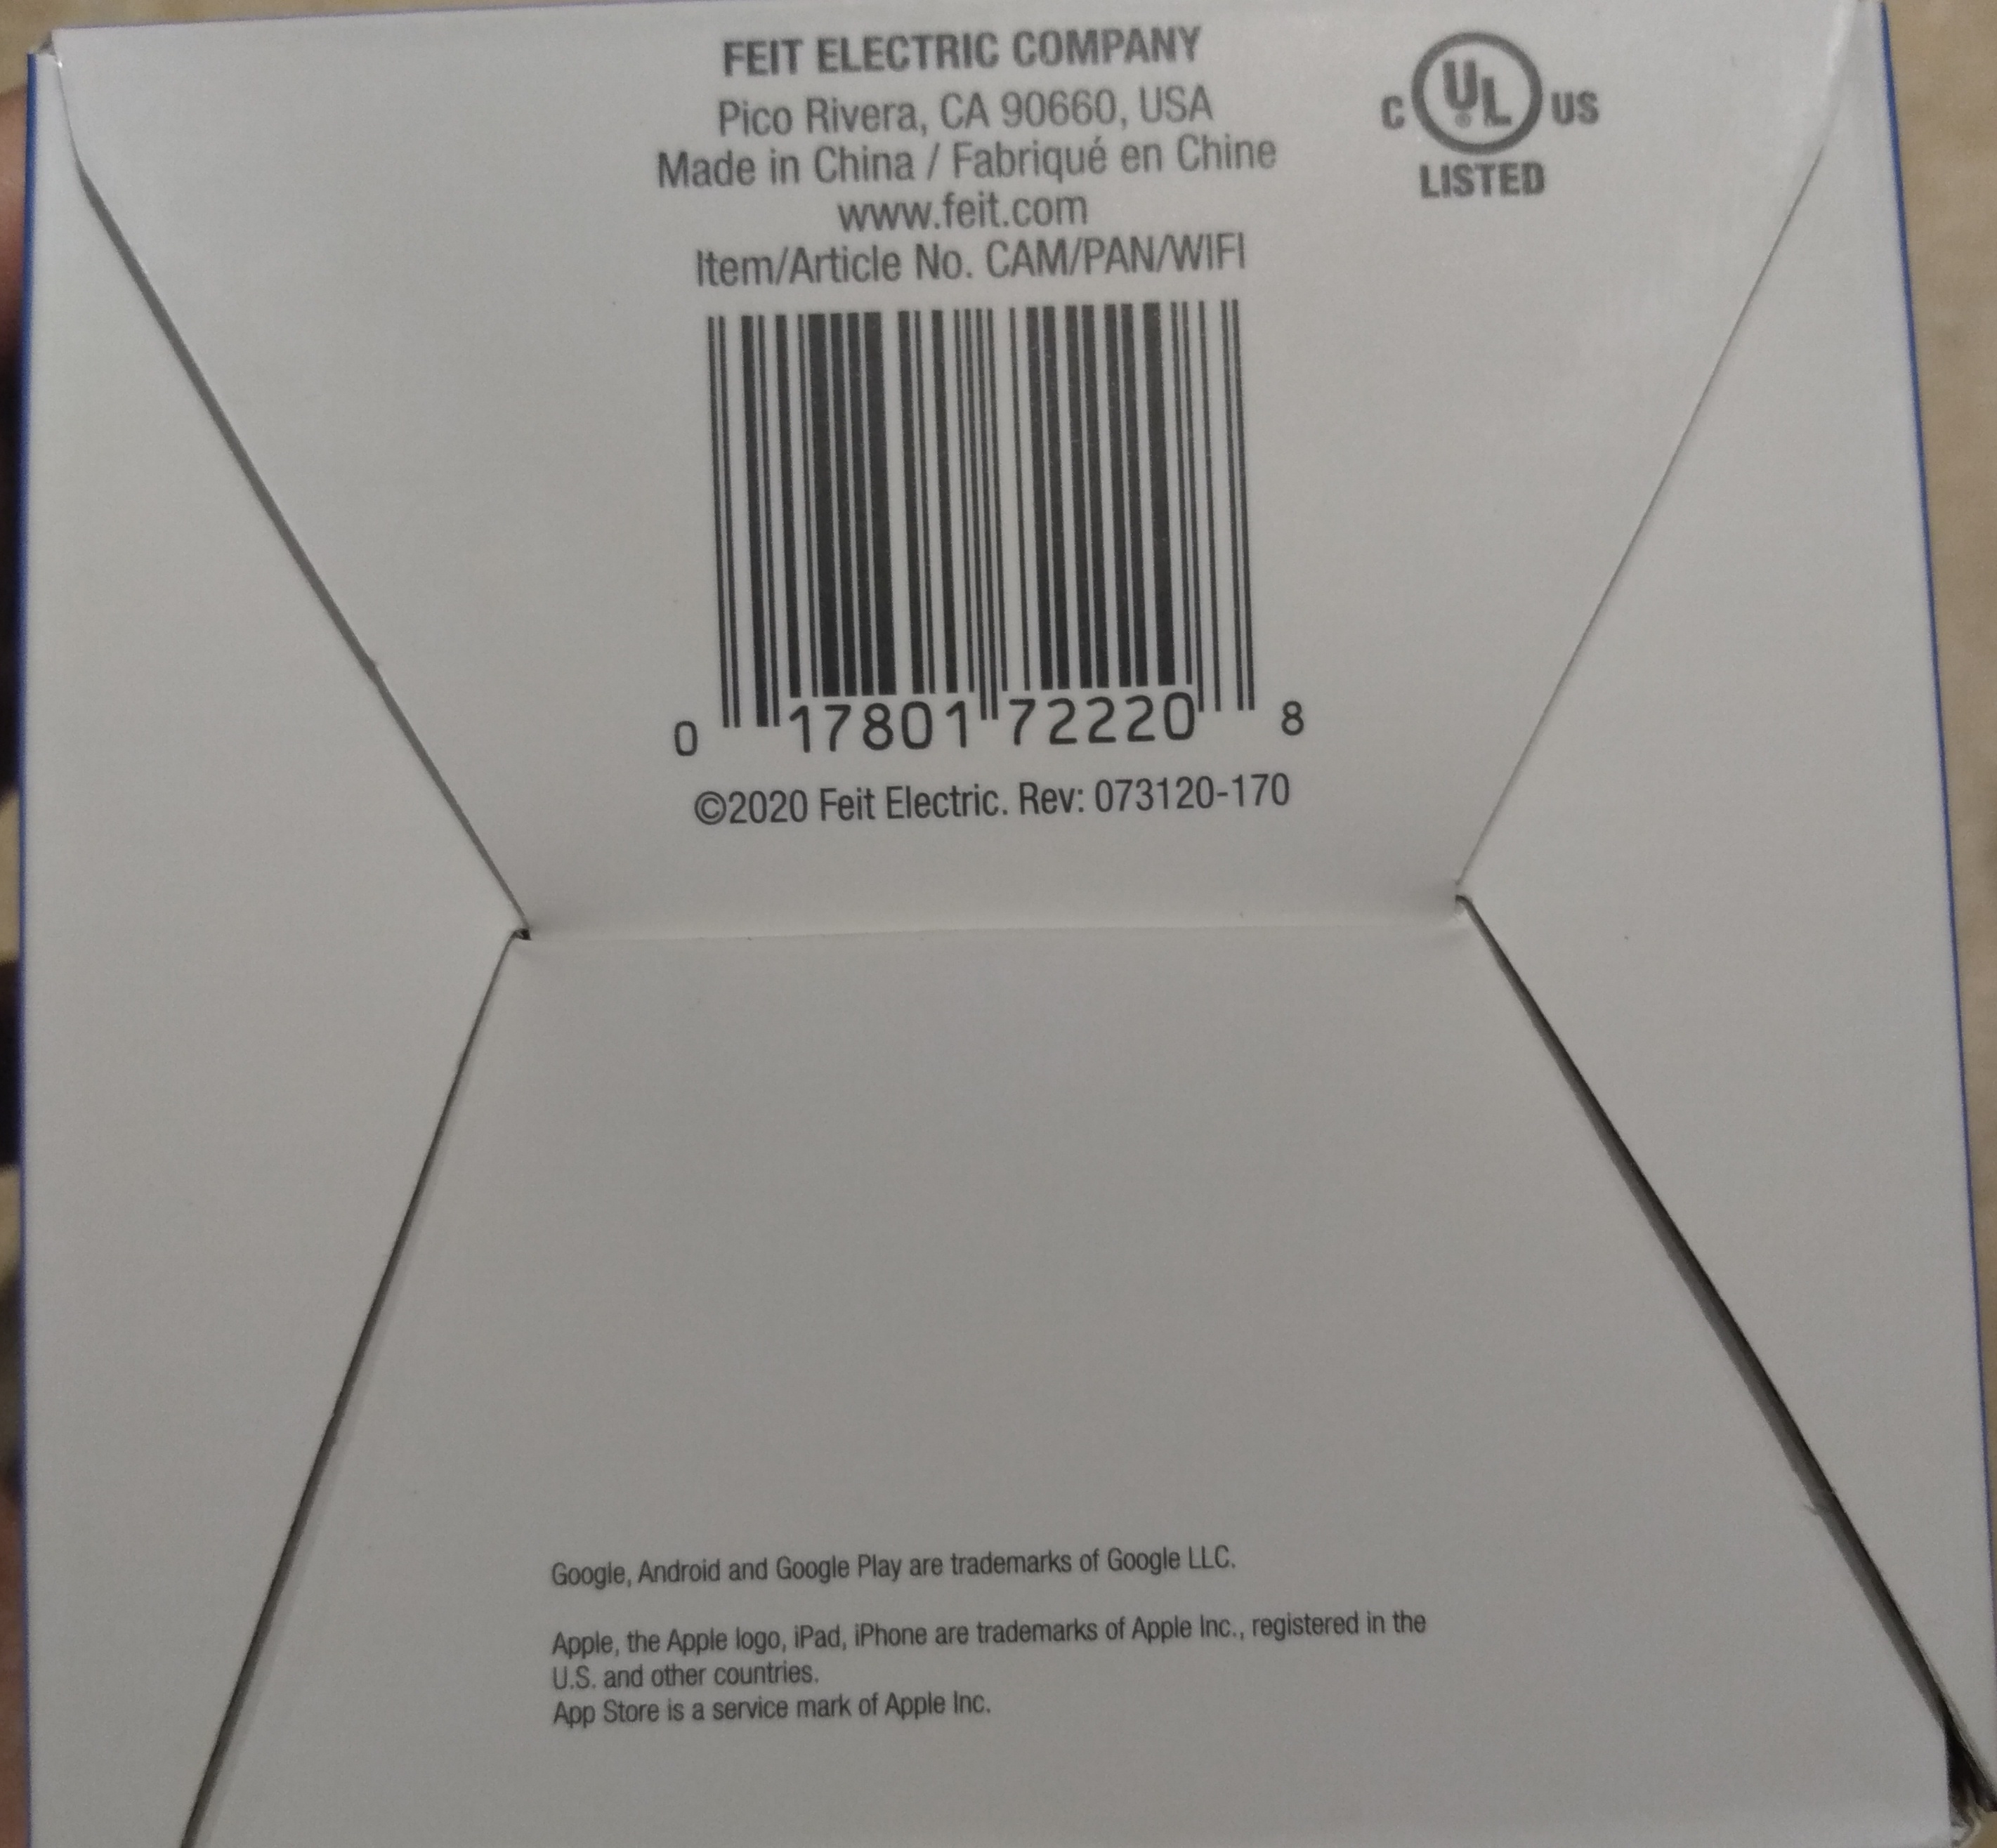 FEIT ELECTRIC COMPANY
Pico Rivera, CA 90660, USA
Made in China / Fabriqué en Chine
www.feit.com
Item/Article No. CAM/PAN/WIFI
C UL® US
LISTED
0 17801 72220 8
©2020 Feit Electric. Rev: 073120-170
Google, Android and Google Play are trademarks of Google LLC.
Apple, the Apple logo, iPad, iPhone are trademarks of Apple Inc., registered in the
U.S. and other countries.
App Store is a service mark of Apple Inc.